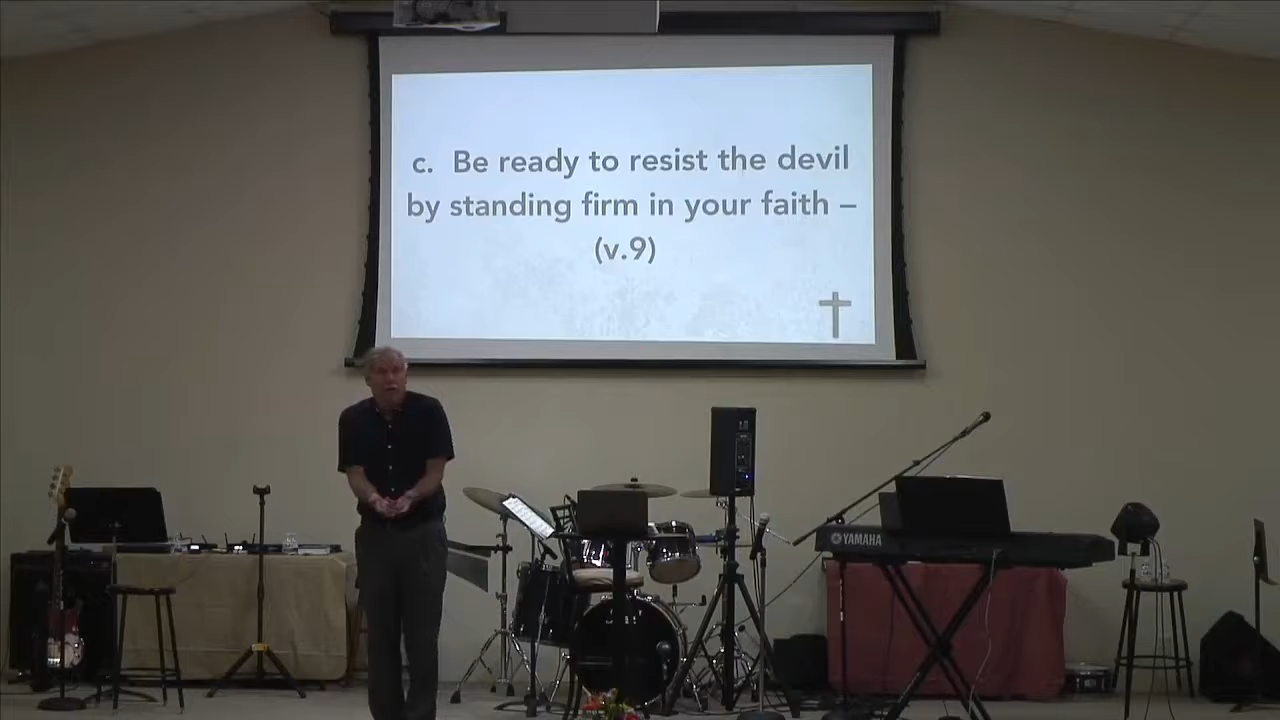 c. Be ready to resist the devil
by standing firm in your faith –
(v.9)
YAMAHA